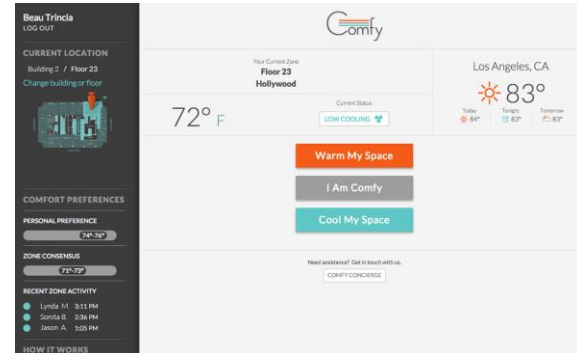 Beau Trincia
LOG OUT
CURRENT LOCATION
Building 2 / Floor 23
Change building or floor
COMFORT PREFERENCES
PERSONAL PREFERENCE
74°-76°
ZONE CONSENSUS
71°-73°
RECENT ZONE ACTIVITY
Lynda M. 3:11 PM
Sonita B. 2:36 PM
Jason A. 1:05 PM
HOW IT WORKS
Comfy
Your Current Zone
Floor 23
Hollywood
72° F
Current Status
LOW COOLING
Los Angeles, CA
83°
Today Tonight Tomorrow
84° 83° 83°
Warm My Space
I Am Comfy
Cool My Space
Need assistance? Get in touch with us.
COMFY CONCIERGE